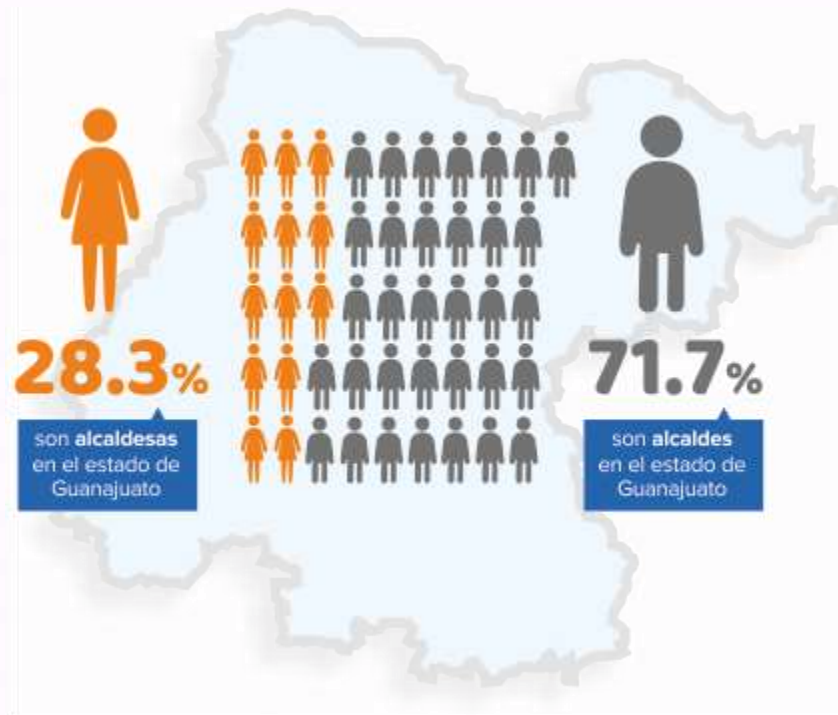 28.3%
son alcaldesas
en el estado de
Guanajuato
71.7%
son alcaldes
en el estado de
Guanajuato